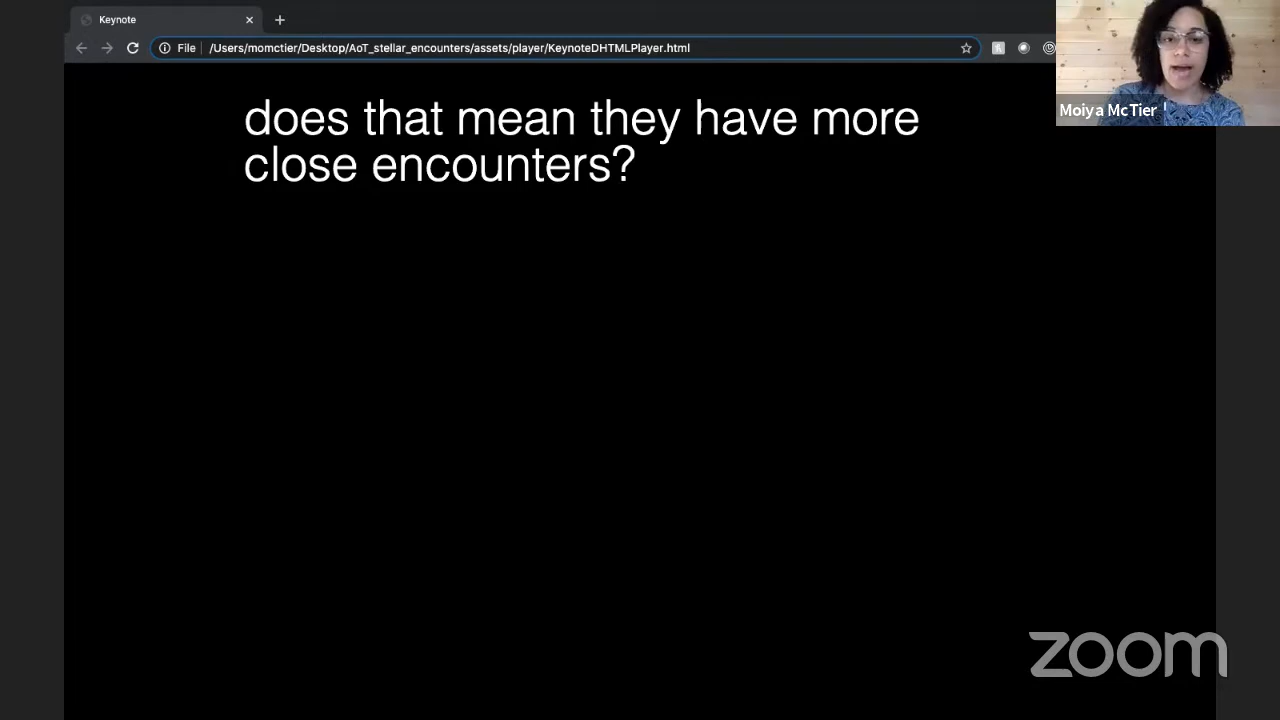 Keynote
File
/Users/momctier/Desktop/AoT_stellar_encounters/assets/player/KeynoteDHTMLPlayer.html
Moiya McTier
does that mean they have more
close encounters?
zoom